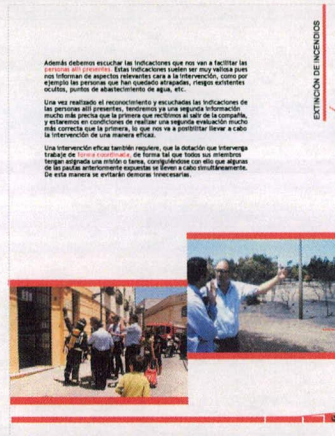 EXTINCIÓN DE INCENDIOS
Además debemos escuchar las indicaciones que nos van a facilitar las
personas allí presentes. Estas indicaciones suelen ser muy valiosa pues
nos informan de aspectos relevantes cara a la intervención, como por
ejemplo las personas que han quedado atrapadas, riesgos existentes
ocultos, puntos de abastecimiento de agua, etc.
Una vez realizado el reconocimiento y escuchadas las indicaciones de
las personas allí presentes, tendremos ya una segunda información
mucho más precisa que la primera que recibimos al salir de la compañía,
y estaremos en condiciones de realizar una segunda evaluación mucho
más correcta que la primera, lo que nos va a posibilitar llevar a cabo
la intervención de una manera eficas.
Una intervención eficaz también requiere, que la dotación que intervenga
trabaje de forma coordinada, de forma tal que todos sus miembros
tengan asignada una misión o tarea, consiguiéndose con ello que algunas
de las pautas anteriormente expuestas se lleven a cabo simultáneamente.
De esta manera se evitarán demoras innecesarias.